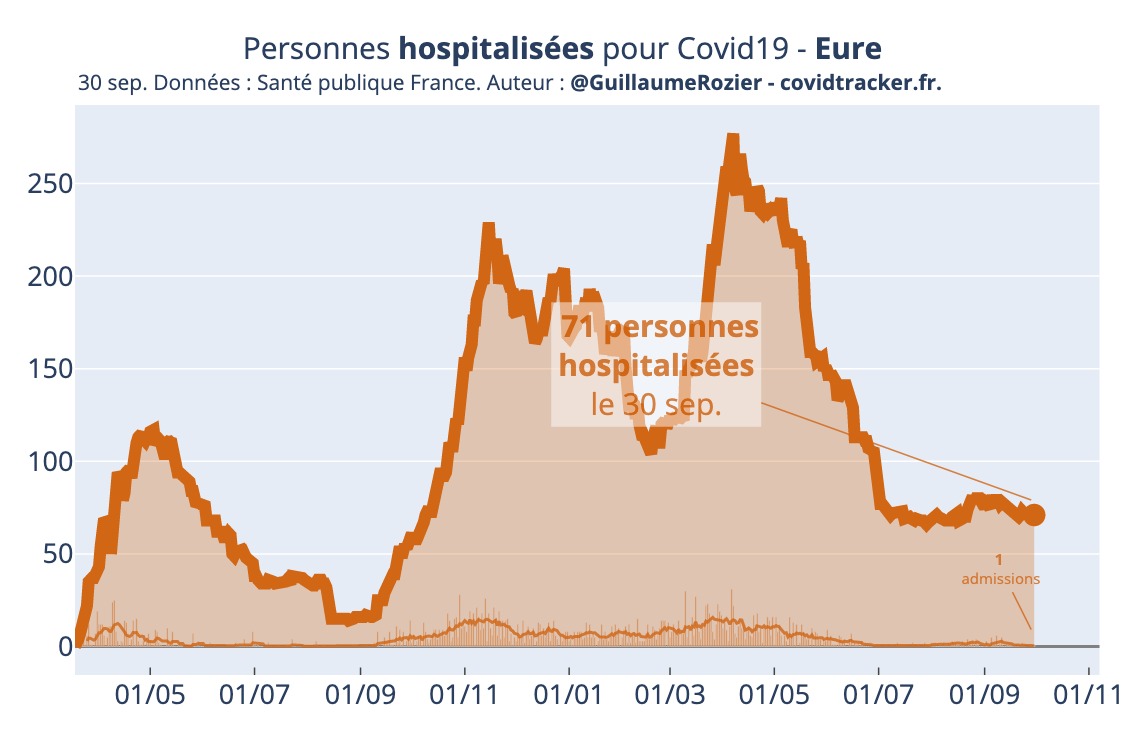 Personnes hospitalisées pour Covid19 - Eure
30 sep. Données : Santé publique France. Auteur : @GuillaumeRozier - covidtracker.fr.
250
200
150
100
50
0
71 personnes
hospitalisées
le 30 sep.
1
admissions
01/05 01/07 01/09 01/11 01/01 01/03 01/05 01/07 01/09 01/11